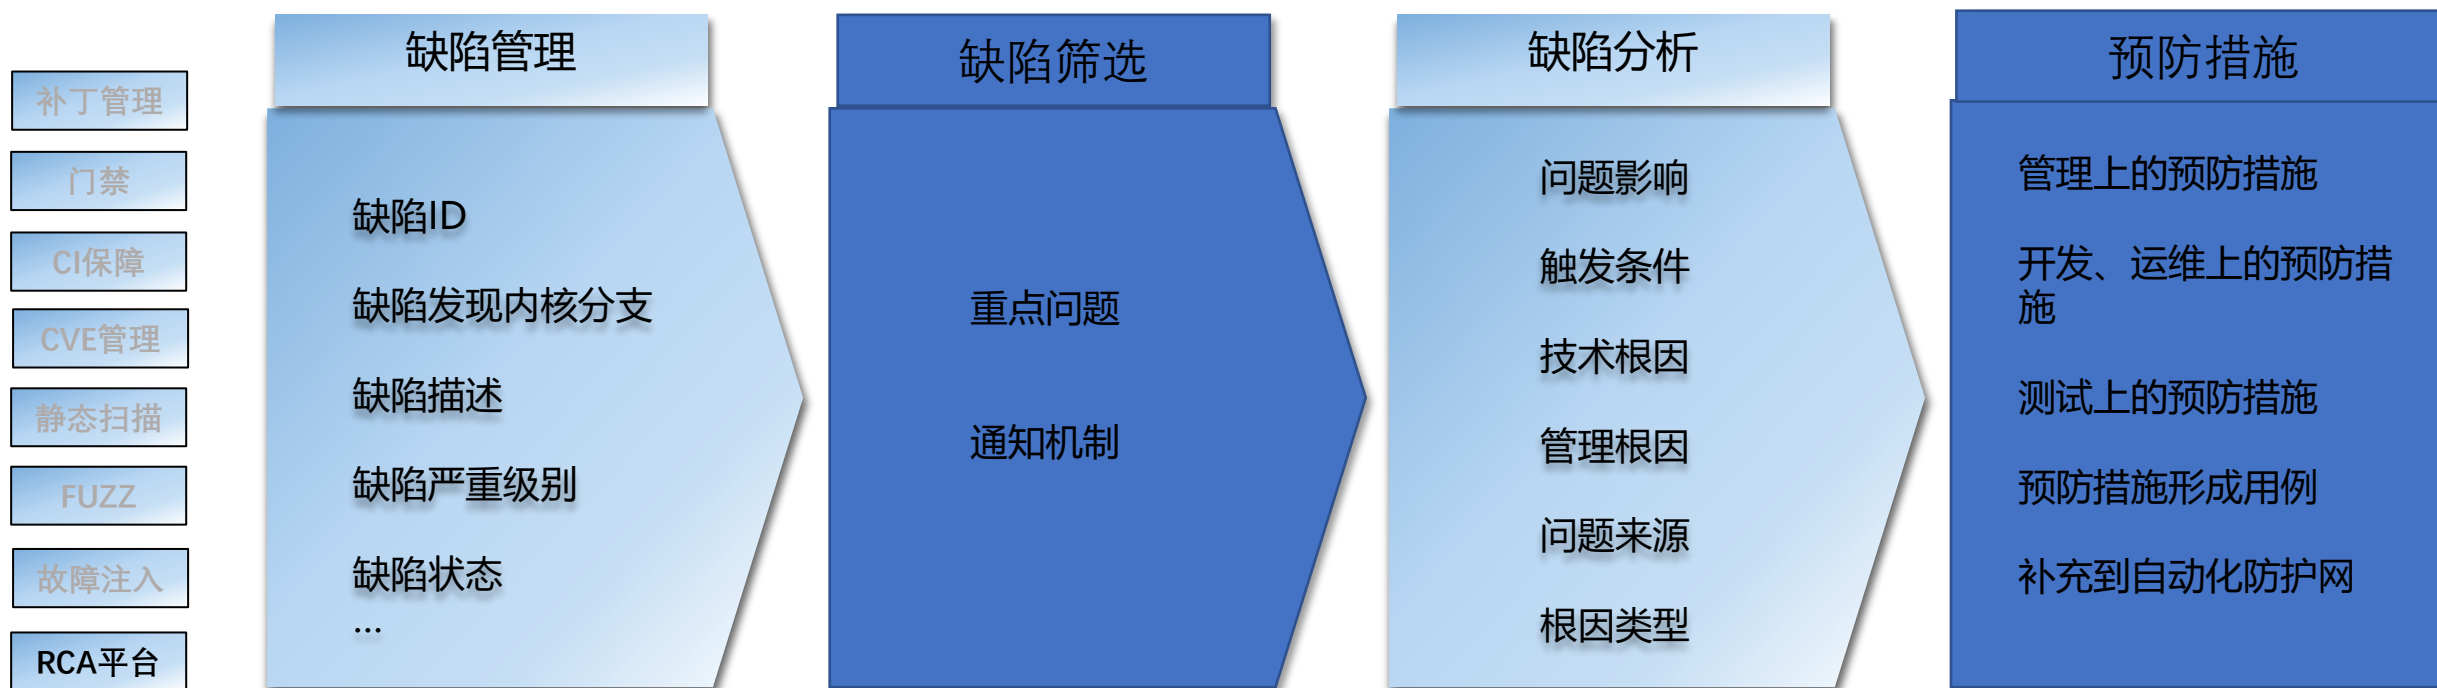 补丁管理
门禁
CI保障
CVE管理
静态扫描
FUZZ
故障注入
RCA平台
缺陷管理
缺陷ID
缺陷发现内核分支
缺陷描述
缺陷严重级别
缺陷状态
...
缺陷筛选
重点问题
通知机制
缺陷分析
问题影响
触发条件
技术根因
管理根因
问题来源
根因类型
预防措施
管理上的预防措施
开发、运维上的预防措
施
测试上的预防措施
预防措施形成用例
补充到自动化防护网